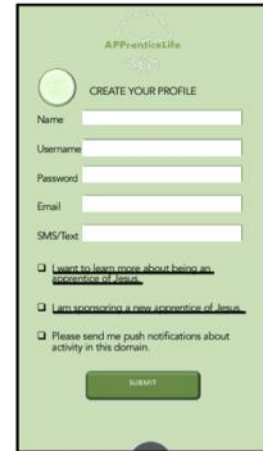 APPrenticeLife
CREATE YOUR PROFILE
Name
Username
Password
Email
SMS/Text
I want to learn more about being an
apprentice of Jesus.
I am sponsoring a new apprentice of Jesus.
Please send me push notifications about
activity in this domain.
SUBMIT